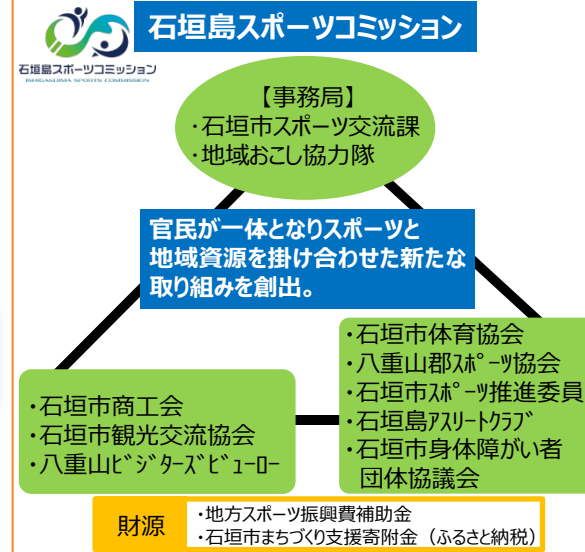 石垣島スポーツコミッション
石垣島スポーツコミッション
ISHIGAKIJIMA SPORTS COMMISSION
【事務局】
・石垣市スポーツ交流課
・地域おこし協力隊
官民が一体となりスポーツと
地域資源を掛け合わせた新たな
取り組みを創出。
・石垣市商工会
・石垣市観光交流協会
・八重山ﾋﾞｼﾞﾀｰｽﾞﾋﾞｭｰﾛｰ
・石垣市体育協会
・八重山郡ｽﾎﾟｰﾂ協会
・石垣市ｽﾎﾟｰﾂ推進委員
・石垣島ｱｽﾘｰﾄｸﾗﾌﾞ
・石垣市身体障がい者
団体協議会
財源
・地方スポーツ振興費補助金
・石垣市まちづくり支援寄附金（ふるさと納税）